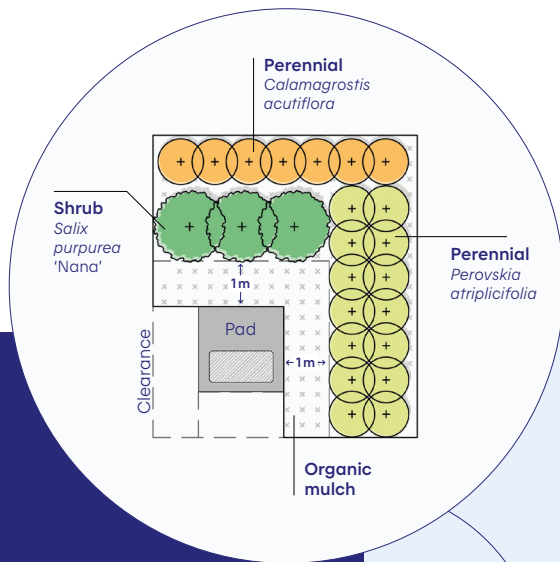 Perennial
Calamagrostis
acutiflora
Shrub
Salix
purpurea
'Nana'
Perennial
Perovskia
atriplicifolia
1m
Pad
1m
Clearance
Organic
mulch